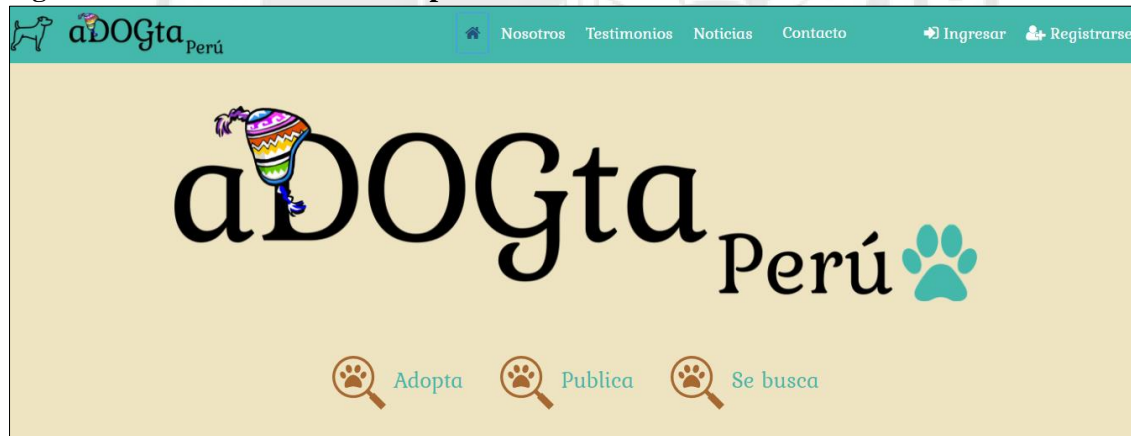 aDOGta Perú Nosotros Testimonios Noticias Contacto Ingresar Registrarse
aDOGta
Perú
Adopta Publica Se busca